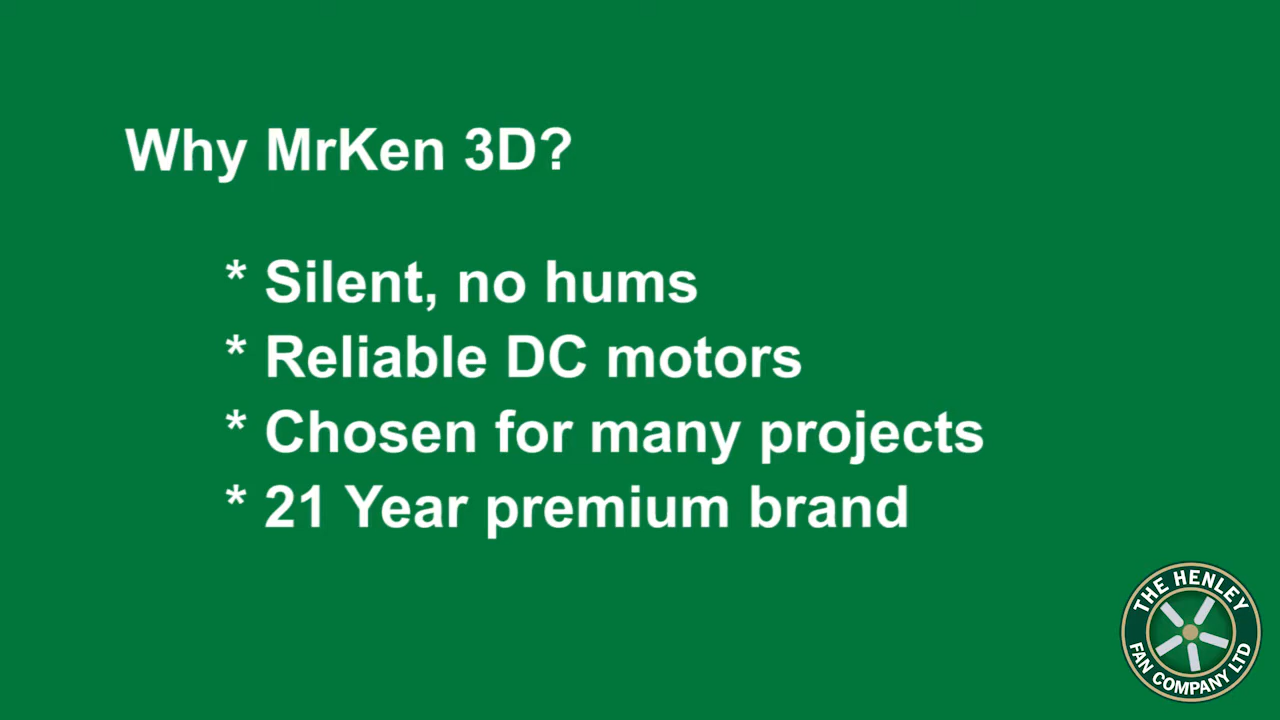 Why MrKen 3D?
* Silent, no hums
* Reliable DC motors
* Chosen for many projects
* 21 Year premium brand
THE HENLEY
FAN COMPANY LTD